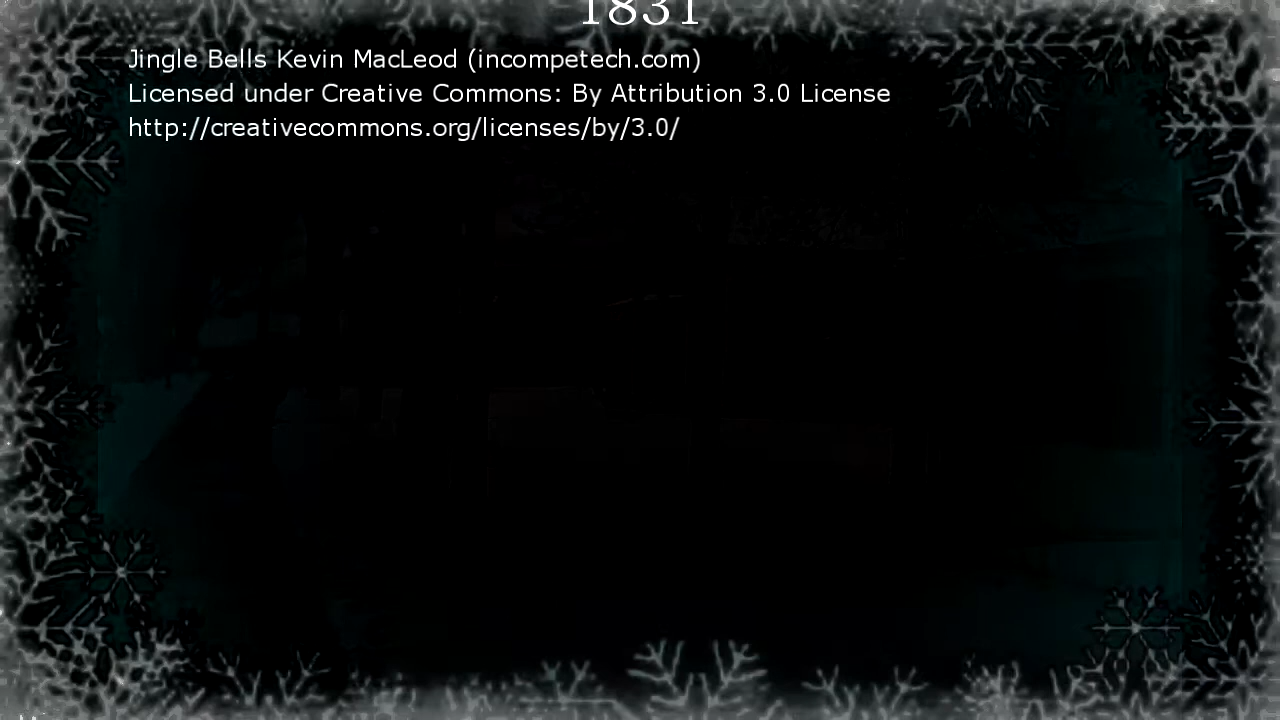 1831
Jingle Bells Kevin MacLeod (incompetech.com)
Licensed under Creative Commons: By Attribution 3.0 License
http://creativecommons.org/licenses/by/3.0/